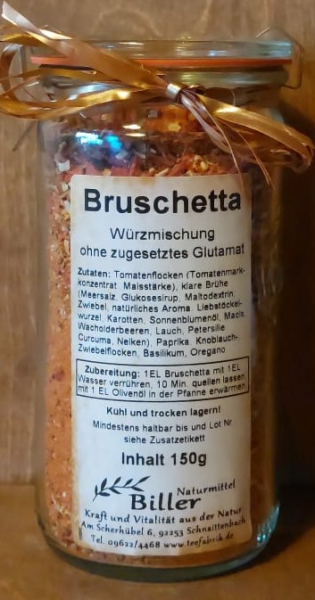 Bruschetta
Würzmischung
ohne zugesetztes Glutamat
Zutaten: Tomatenflocken (Tomatenmark-
konzentrat, Maisstärke), klare Brühe
(Meersalz, Glukosesirup, Maltodextrin,
Zwiebel, natürliches Aroma, Liebstöckel-
wurzel, Karotten, Sonnenblumenöl, Macis,
Wacholderbeeren, Lauch, Petersilie
Curcuma, Nelken), Paprika, Knoblauch-
Zwiebelflocken, Basilikum, Oregano
Zubereitung: 1EL Bruschetta mit 1EL
Wasser verrühren, 10 Min. quellen lassen,
mit 1 EL Olivenöl in der Pfanne erwärmen
Kühl und trocken lagern!
Mindestens haltbar bis und Lot Nr
siehe Zusatzetikett
Inhalt 150g
Naturmittel
Biller
Kraft und Vitalität aus der Natur
Am Scherhübel 6, 92253 Schnaittenbach
Tel. 09622/4468 www.teefabrik.de